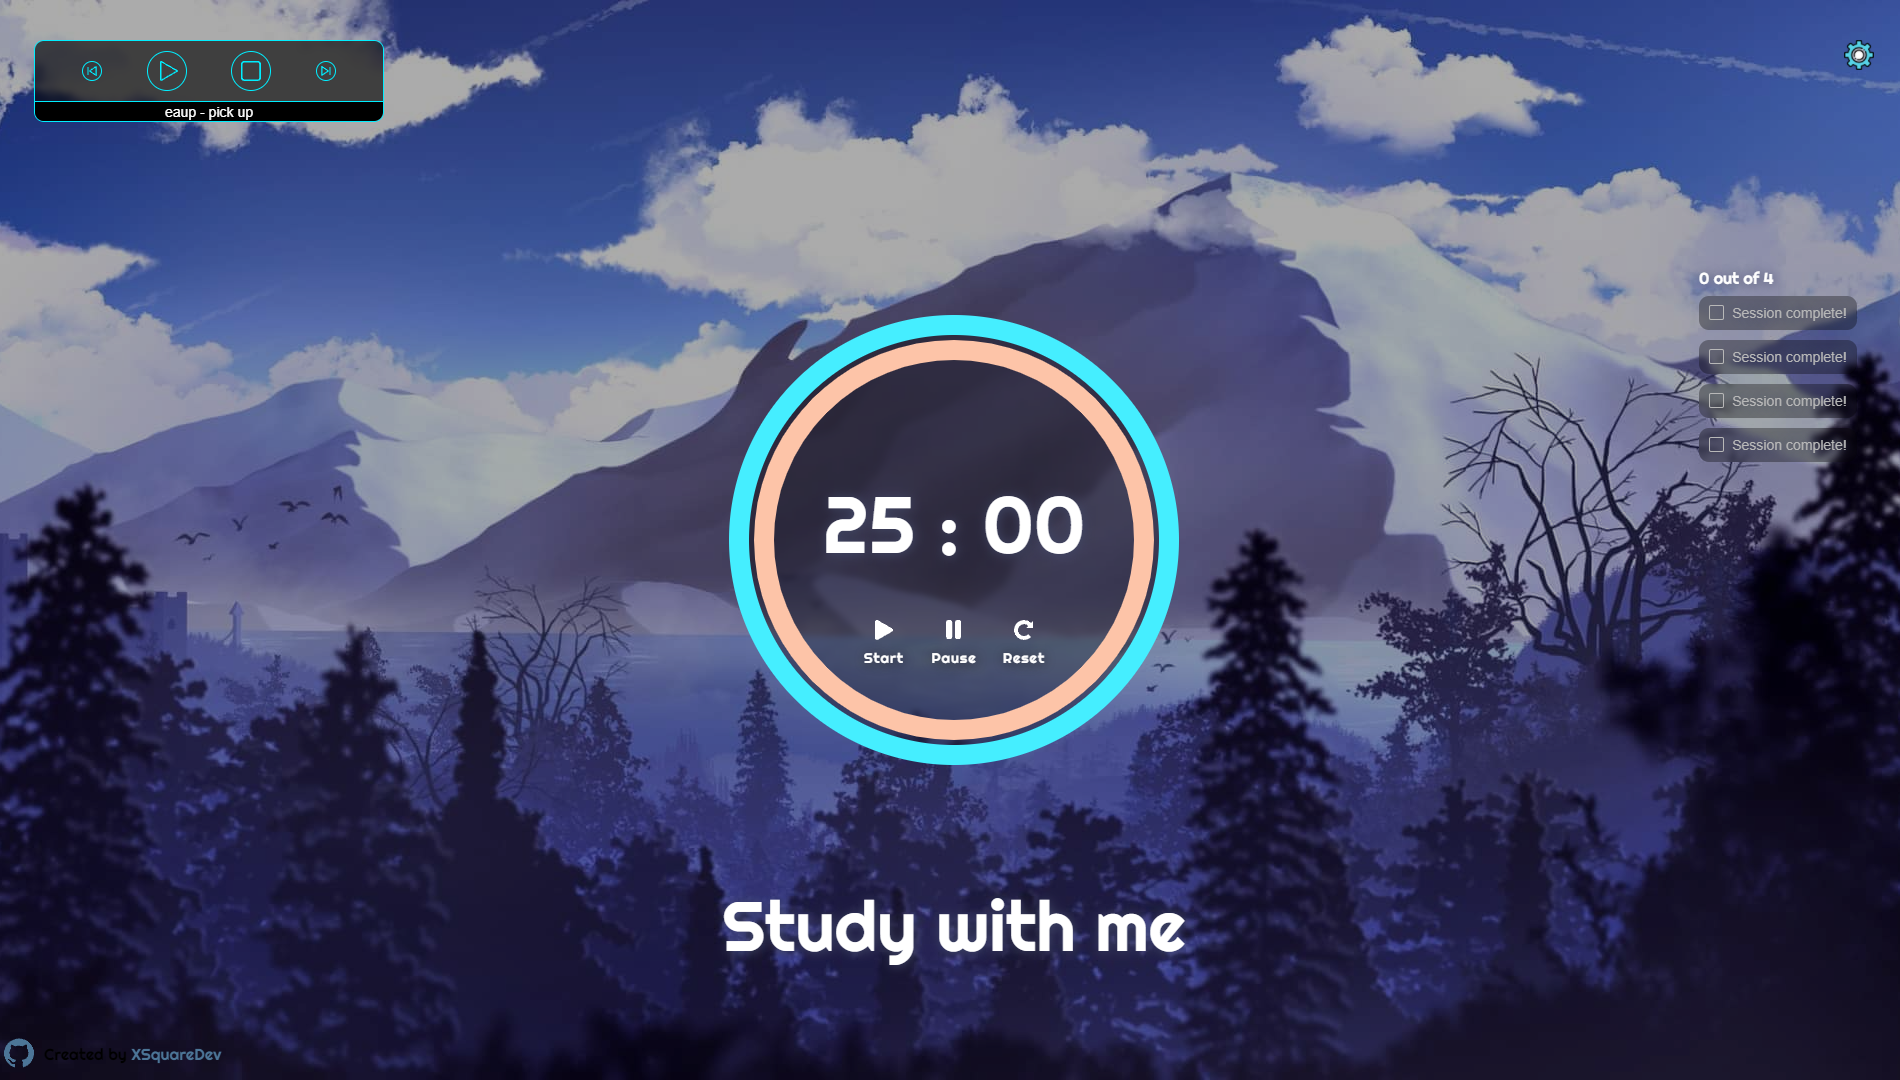 eaup - pick up
0 out of 4
Session complete!
Session complete!
Session complete!
Session complete!
25 : 00
Start Pause Reset
Study with me
Created by XSquareDev